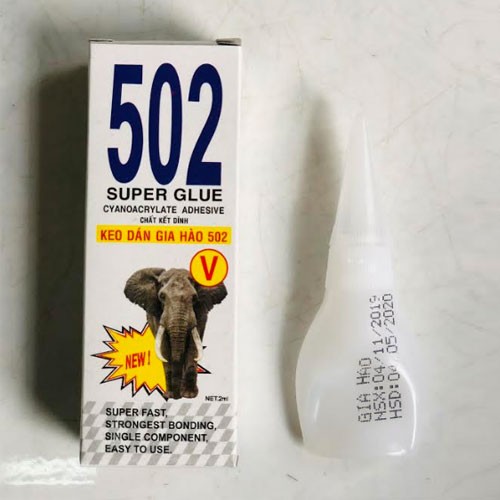 502
SUPER GLUE
CYANOACRYLATE ADHESIVE
CHẤT KẾT DÍNH
KEO DÁN GIA HÀO 502
V
NEW!
NET.2ml
SUPER FAST,
STRONGEST BONDING,
SINGLE COMPONENT,
EASY TO USE.
GIA HAO
NSX:04/11/2019
HSD:04/05/2020